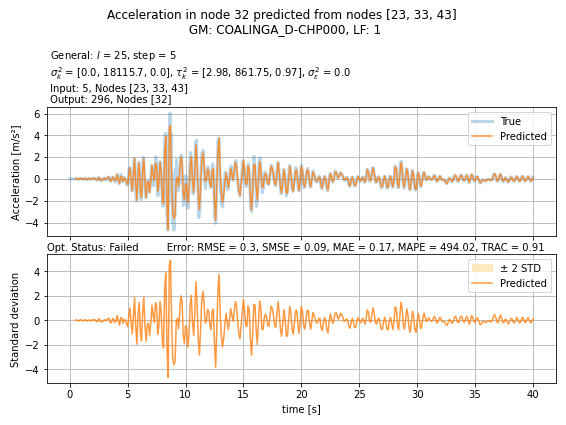 Acceleration in node 32 predicted from nodes [23, 33, 43]
GM: COALINGA_D-CHP000, LF: 1
General: l = 25, step = 5
σ²ₖ = [0.0, 18115.7, 0.0], τ²ₖ = [2.98, 861.75, 0.97], σ²ε = 0.0
Input: 5, Nodes [23, 33, 43]
Output: 296, Nodes [32]
Acceleration [m/s²]
6
4
2
0
−2
−4
True
Predicted
Opt. Status: Failed Error: RMSE = 0.3, SMSE = 0.09, MAE = 0.17, MAPE = 494.02, TRAC = 0.91
Standard deviation
4
2
0
−2
−4
± 2 STD
Predicted
0 5 10 15 20 25 30 35 40
time [s]